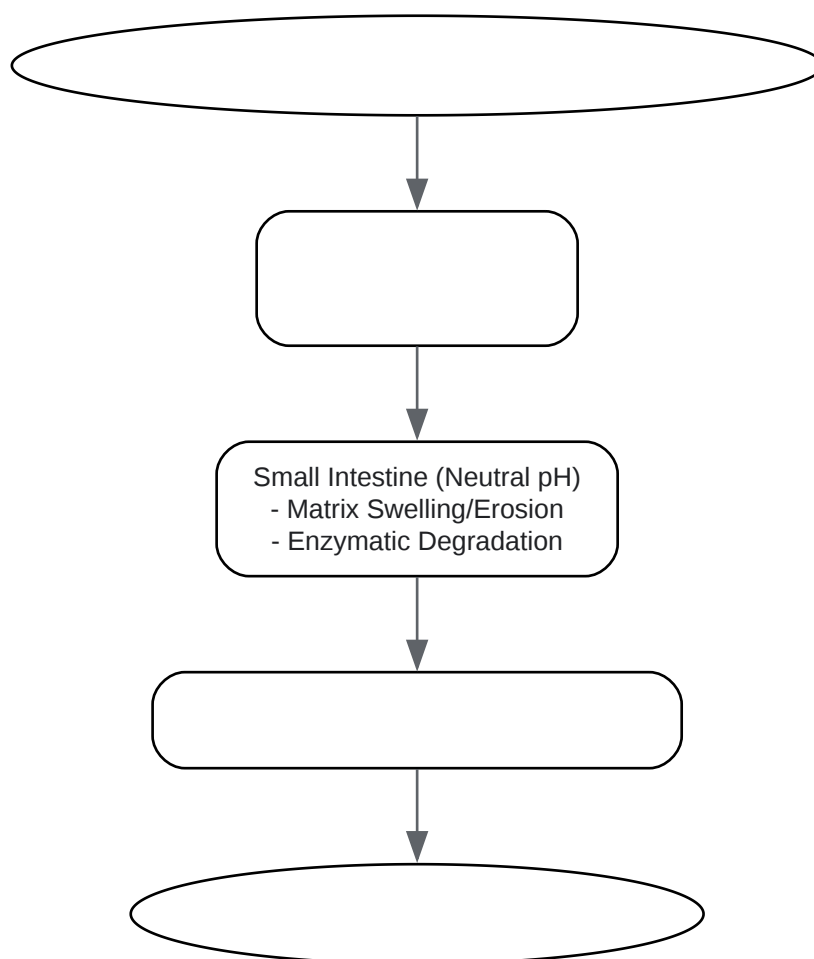 Small Intestine (Neutral pH)
- Matrix Swelling/Erosion
- Enzymatic Degradation